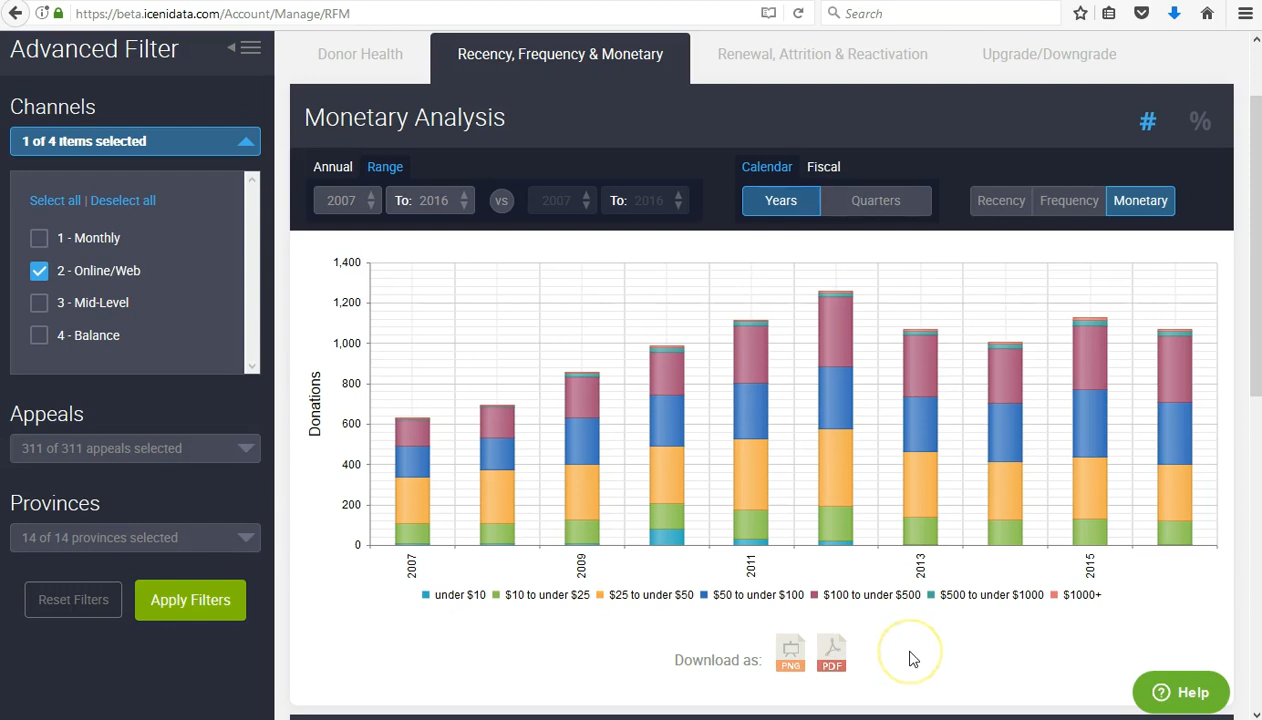 https://beta.icenidata.com/Account/Manage/RFM
Search
Advanced Filter
Donor Health
Recency, Frequency & Monetary
Renewal, Attrition & Reactivation
Upgrade/Downgrade
Channels
1 of 4 items selected
Select all | Deselect all
1 - Monthly
2 - Online/Web
3 - Mid-Level
4 - Balance
Appeals
311 of 311 appeals selected
Provinces
14 of 14 provinces selected
Reset Filters
Apply Filters
Monetary Analysis
# %
Annual Range
Calendar Fiscal
2007 To: 2016 vs 2007 To: 2016
Years Quarters
Recency Frequency Monetary
Donations
1,400
1,200
1,000
800
600
400
200
0
2007 2009 2011 2013 2015
under $10 $10 to under $25 $25 to under $50 $50 to under $100 $100 to under $500 $500 to under $1000 $1000+
Download as: PNG PDF
? Help